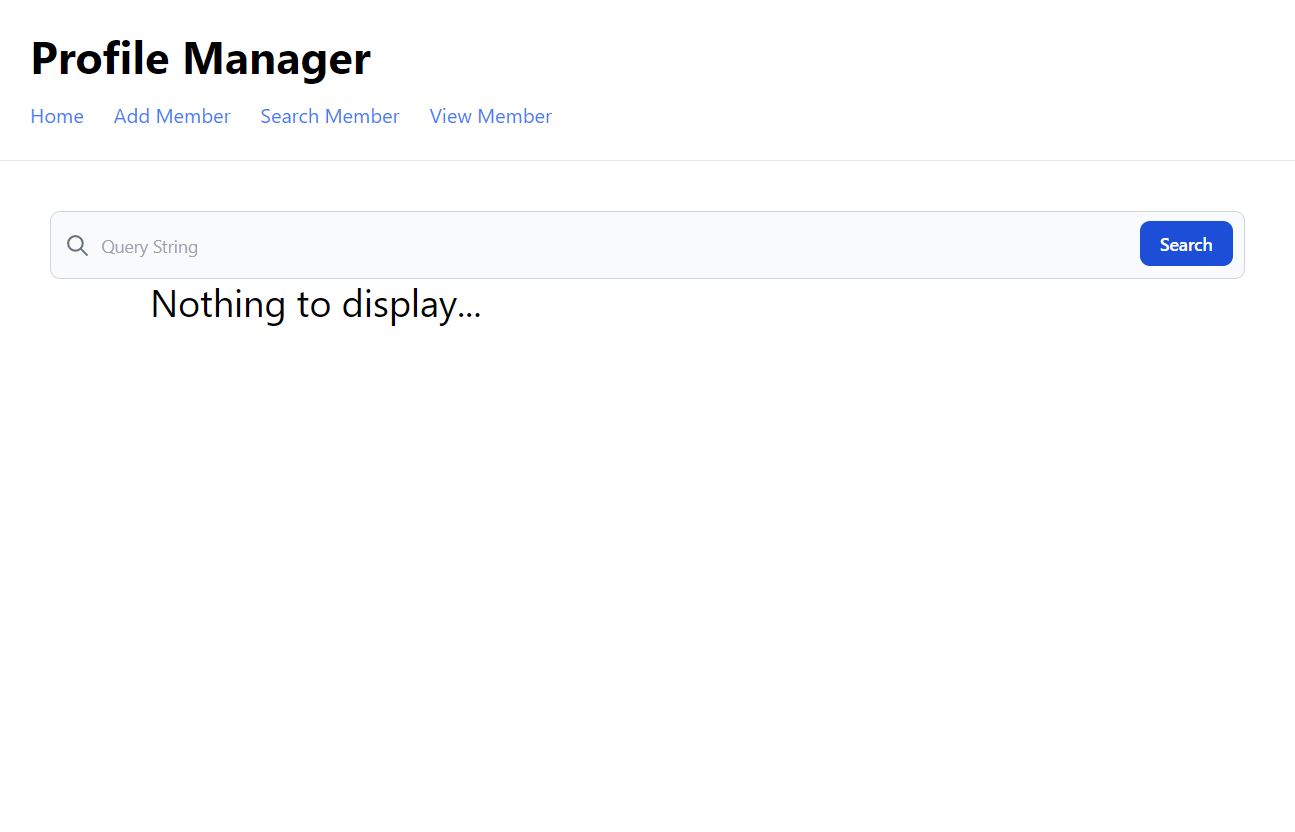 Profile Manager
Home Add Member Search Member View Member
Query String Search
Nothing to display...